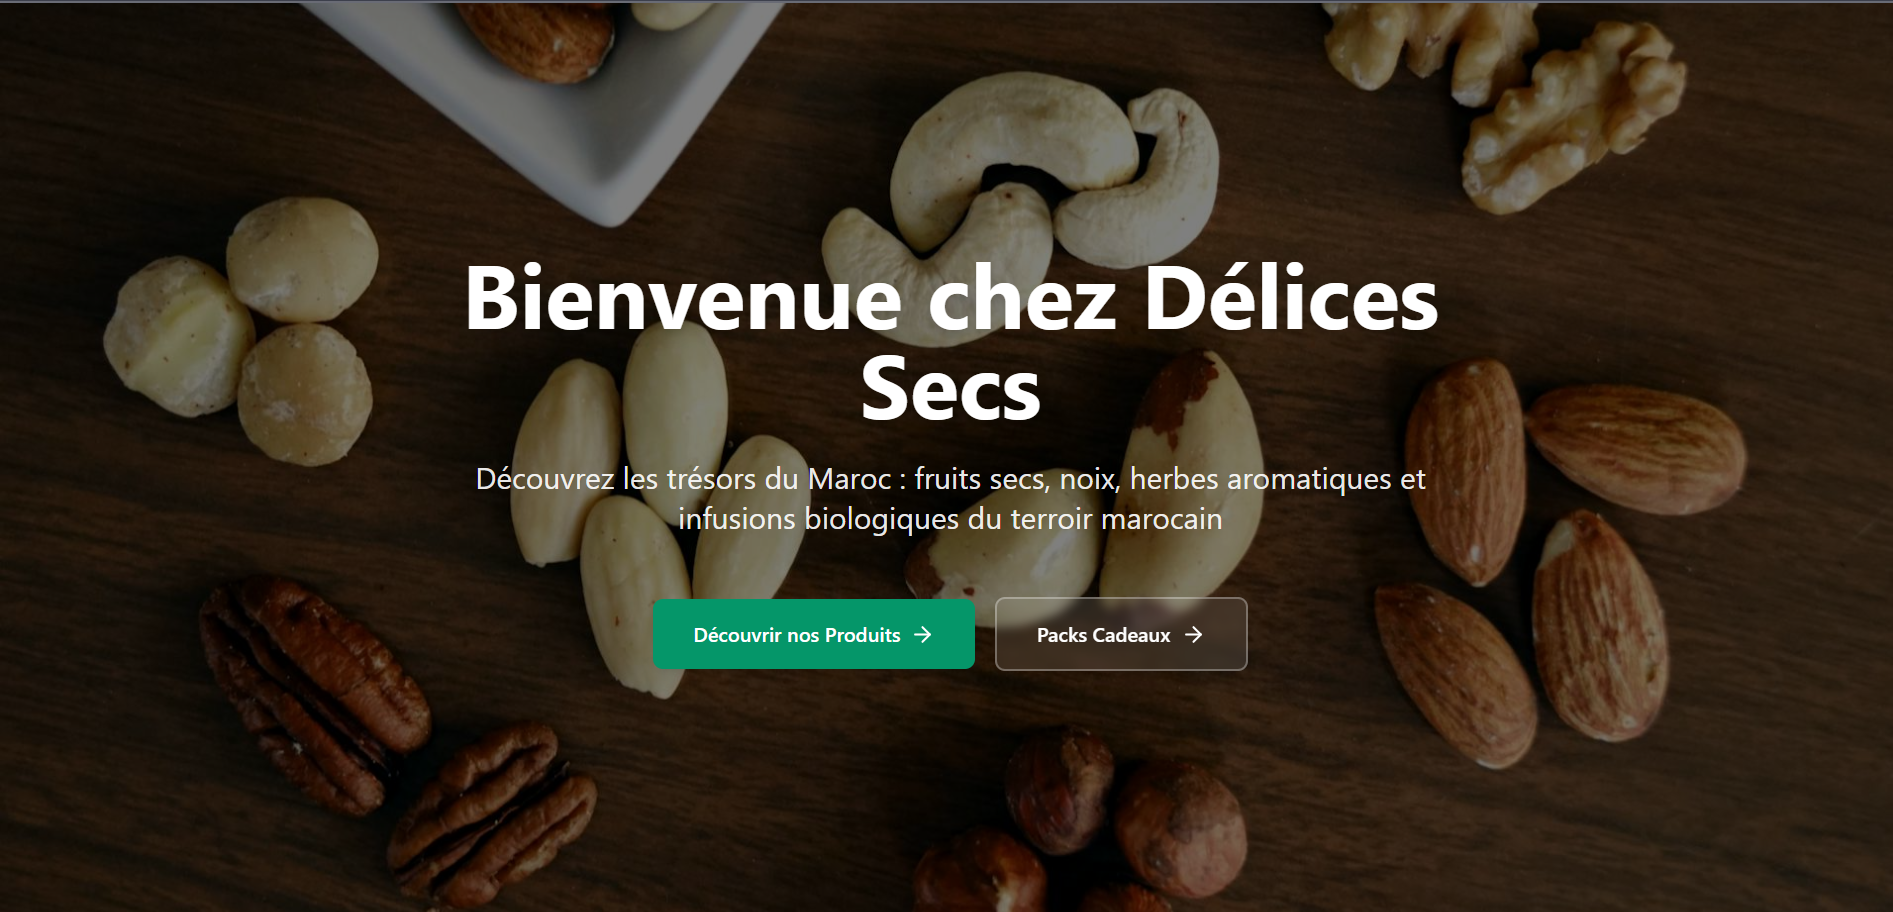 Bienvenue chez Délices
Secs
Découvrez les trésors du Maroc : fruits secs, noix, herbes aromatiques et
infusions biologiques du terroir marocain
Découvrir nos Produits →
Packs Cadeaux →